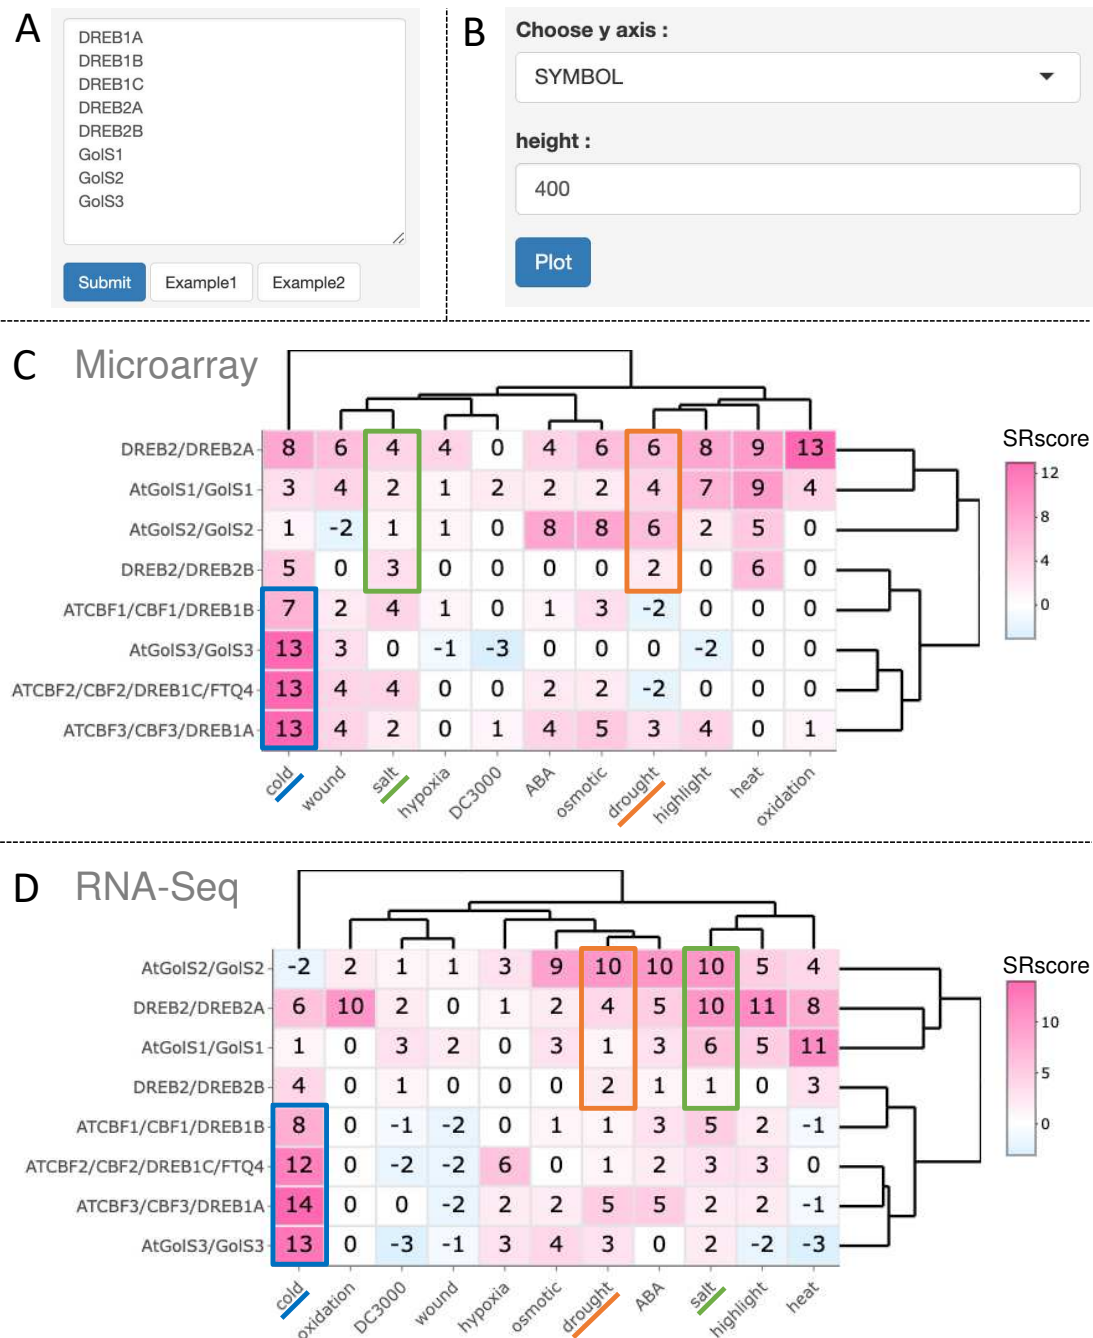 A
DREB1A
DREB1B
DREB1C
DREB2A
DREB2B
GolS1
GolS2
GolS3
Submit Example1 Example2
B
Choose y axis :
SYMBOL
height :
400
Plot
C Microarray
DREB2/DREB2A 8 6 4 4 0 4 6 6 8 9 13
AtGolS1/GolS1 3 4 2 1 2 2 2 4 7 9 4
AtGolS2/GolS2 1 -2 1 1 0 8 8 6 2 5 0
DREB2/DREB2B 5 0 3 0 0 0 0 2 0 6 0
ATCBF1/CBF1/DREB1B 7 2 4 1 0 1 3 -2 0 0 0
AtGolS3/GolS3 13 3 0 -1 -3 0 0 0 -2 0 0
ATCBF2/CBF2/DREB1C/FTQ4 13 4 4 0 0 2 2 -2 0 0 0
ATCBF3/CBF3/DREB1A 13 4 2 0 1 4 5 3 4 0 1
cold wound salt hypoxia DC3000 ABA osmotic drought highlight heat oxidation
SRscore
12
8
4
0
D RNA-Seq
AtGolS2/GolS2 -2 2 1 1 3 9 10 10 10 5 4
DREB2/DREB2A 6 10 2 0 1 2 4 5 10 11 8
AtGolS1/GolS1 1 0 3 2 0 3 1 3 6 5 11
DREB2/DREB2B 4 0 1 0 0 0 2 1 1 0 3
ATCBF1/CBF1/DREB1B 8 0 -1 -2 0 1 1 3 5 2 -1
ATCBF2/CBF2/DREB1C/FTQ4 12 0 -2 -2 6 0 1 2 3 3 0
ATCBF3/CBF3/DREB1A 14 0 0 -2 2 2 5 5 2 2 -1
AtGolS3/GolS3 13 0 -3 -1 3 4 3 0 2 -2 -3
cold oxidation DC3000 wound hypoxia osmotic drought ABA salt highlight heat
SRscore
10
5
0